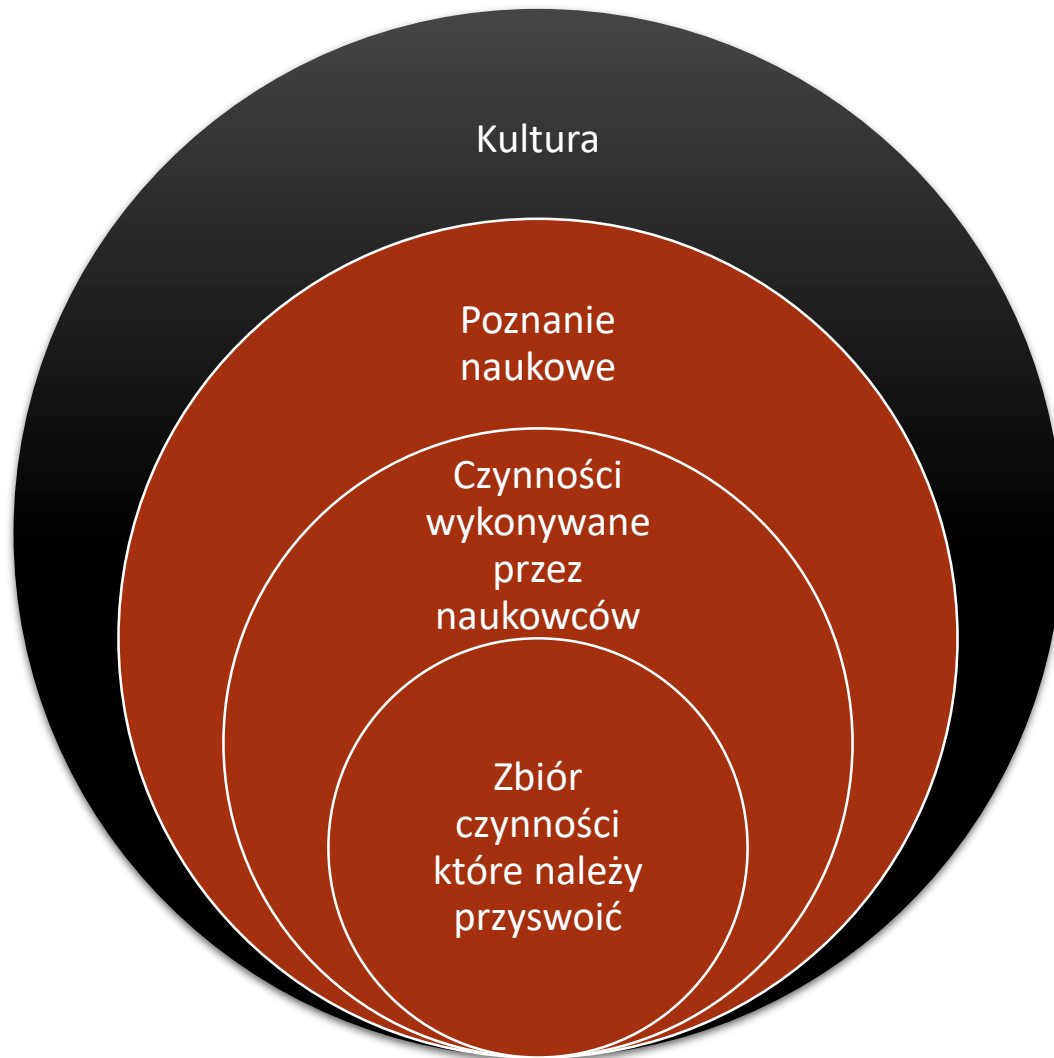 Kultura
Poznanie
naukowe
Czynności
wykonywane
przez
naukowców
Zbiór
czynności
które należy
przyswoić